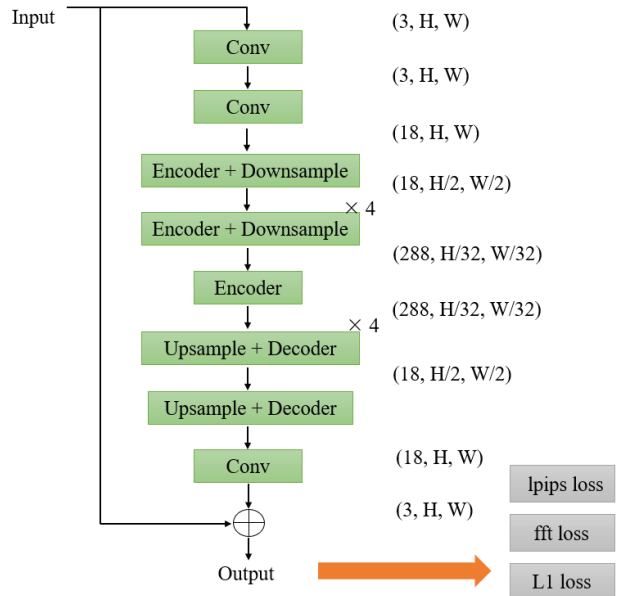 Input
(3, H, W)
Conv
(3, H, W)
Conv
(18, H, W)
Encoder + Downsample
(18, H/2, W/2)
× 4
Encoder + Downsample
(288, H/32, W/32)
Encoder
(288, H/32, W/32)
× 4
Upsample + Decoder
(18, H/2, W/2)
Upsample + Decoder
(18, H, W)
Conv
lpips loss
(3, H, W)
fft loss
Output
L1 loss